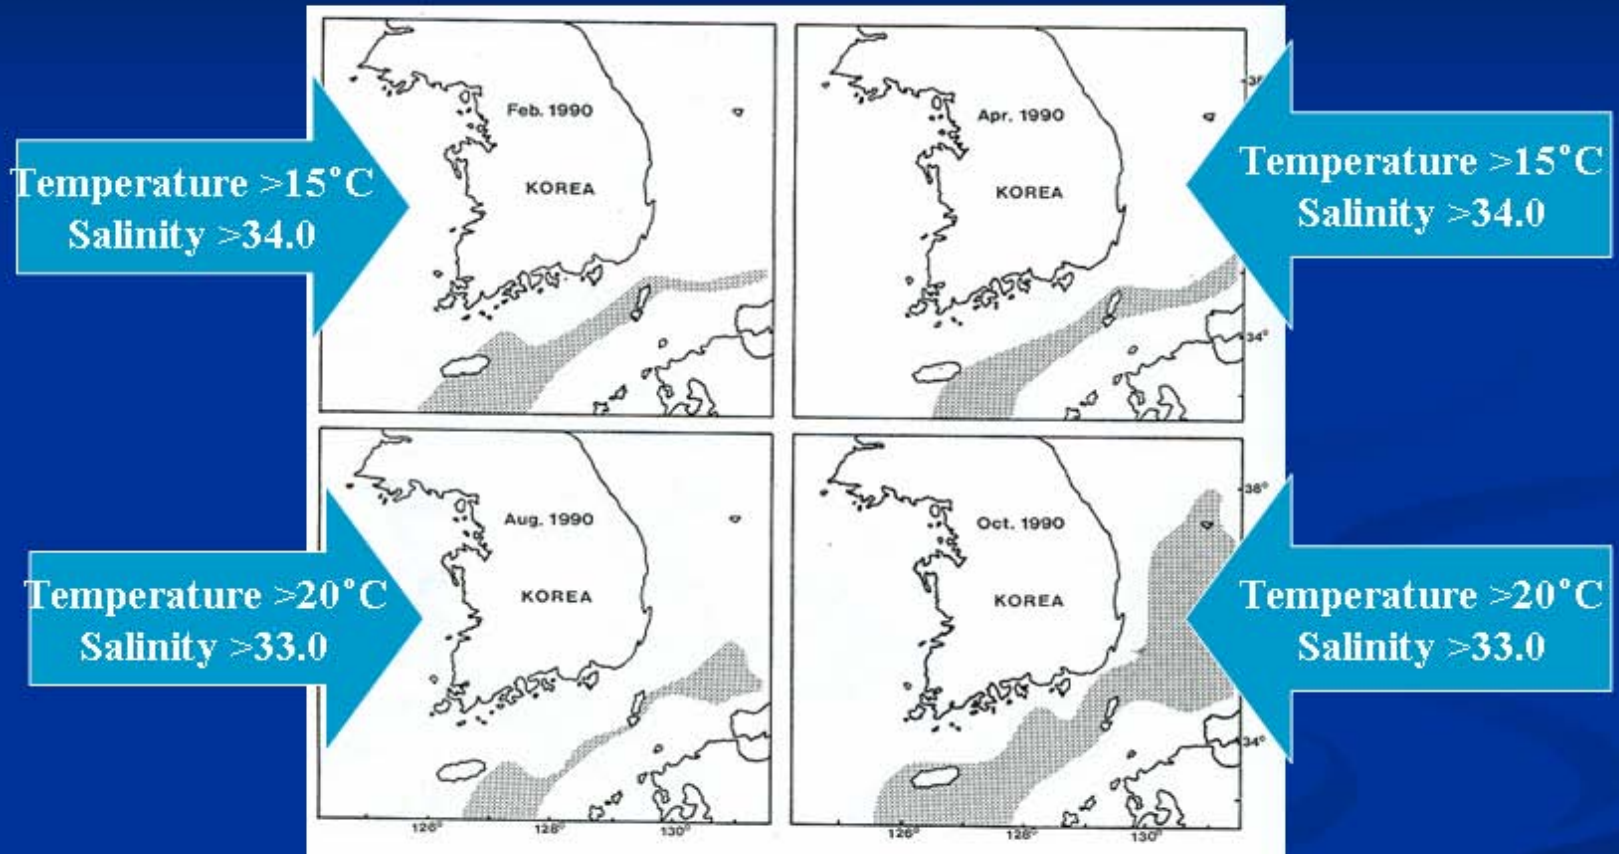 Temperature >15°C
Salinity >34.0
Feb. 1990
KOREA
Apr. 1990
KOREA
34°
Temperature >15°C
Salinity >34.0
Temperature >20°C
Salinity >33.0
Aug. 1990
KOREA
126°
128°
130°
Oct. 1990
KOREA
38°
34°
126°
128°
130°
Temperature >20°C
Salinity >33.0